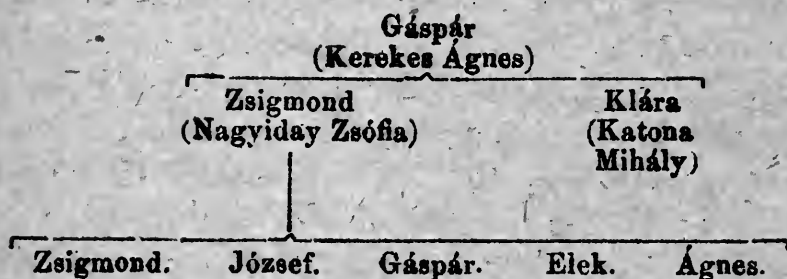 Gáspár
(Kerekes Ágnes)
Zsigmond Klára
(Nagyiday Zsófia) (Katona
Mihály)
Zsigmond. József. Gáspár. Elek. Ágnes.